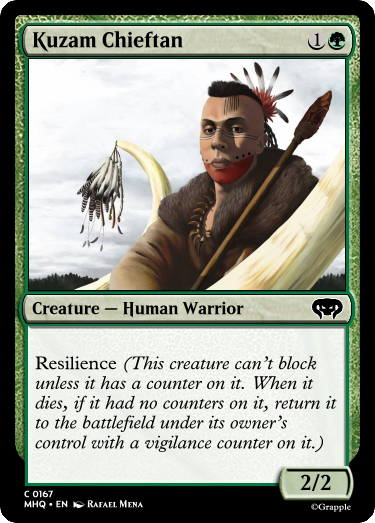 Kuzam Chieftan 1
Creature — Human Warrior
Resilience (This creature can't block
unless it has a counter on it. When it
dies, if it had no counters on it, return it
to the battlefield under its owner's
control with a vigilance counter on it.)
2/2
C 0167
MHQ • EN Rafael Mena
©Grapple